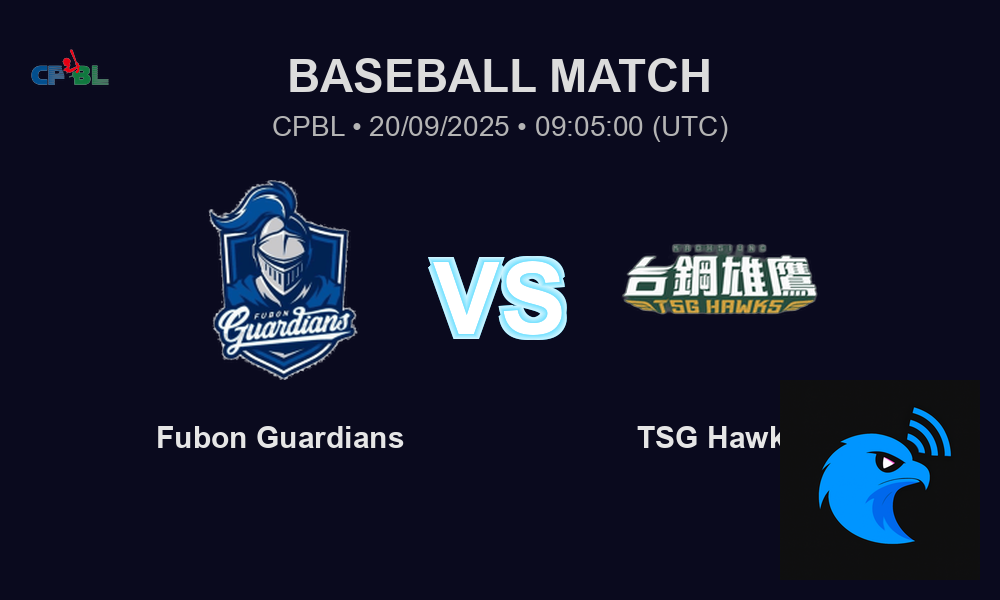 CPBL
BASEBALL MATCH
CPBL • 20/09/2025 • 09:05:00 (UTC)
FUBON
Guardians
VS
KAOHSIUNG
台鋼雄鷹
TSG HAWKS
Fubon Guardians
TSG Hawk